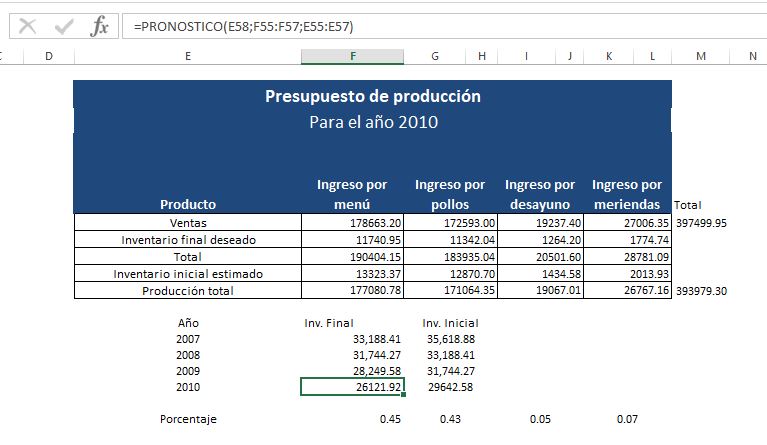 fx =PRONOSTICO(E58;F55:F57;E55:E57)
D E F G H I J K L M N
Presupuesto de producción
Para el año 2010
Producto Ingreso por menú Ingreso por pollos Ingreso por desayuno Ingreso por meriendas Total
Ventas 178663.20 172593.00 19237.40 27006.35 397499.95
Inventario final deseado 11740.95 11342.04 1264.20 1774.74
Total 190404.15 183935.04 20501.60 28781.09
Inventario inicial estimado 13323.37 12870.70 1434.58 2013.93
Producción total 177080.78 171064.35 19067.01 26767.16 393979.30
Año Inv. Final Inv. Inicial
2007 33,188.41 35,618.88
2008 31,744.27 33,188.41
2009 28,249.58 31,744.27
2010 26121.92 29642.58
Porcentaje 0.45 0.43 0.05 0.07